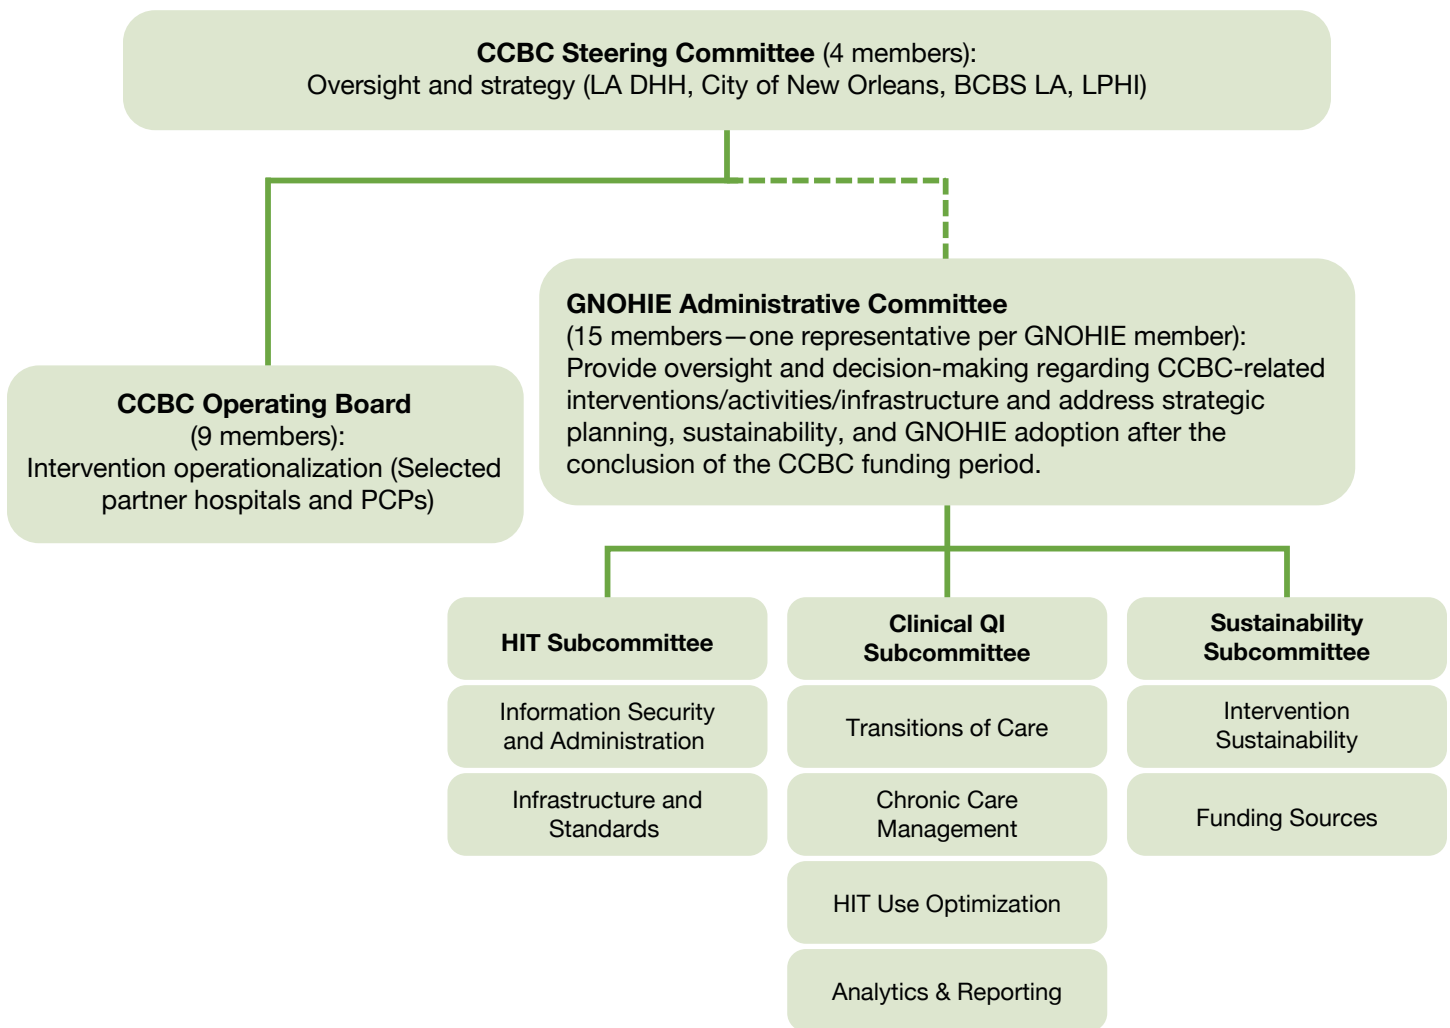 CCBC Steering Committee (4 members):
Oversight and strategy (LA DHH, City of New Orleans, BCBS LA, LPHI)
CCBC Operating Board
(9 members):
Intervention operationalization (Selected
partner hospitals and PCPs)
GNOHIE Administrative Committee
(15 members—one representative per GNOHIE member):
Provide oversight and decision-making regarding CCBC-related
interventions/activities/infrastructure and address strategic
planning, sustainability, and GNOHIE adoption after the
conclusion of the CCBC funding period.
HIT Subcommittee
Information Security
and Administration
Infrastructure and
Standards
Clinical QI
Subcommittee
Transitions of Care
Chronic Care
Management
HIT Use Optimization
Analytics & Reporting
Sustainability
Subcommittee
Intervention
Sustainability
Funding Sources